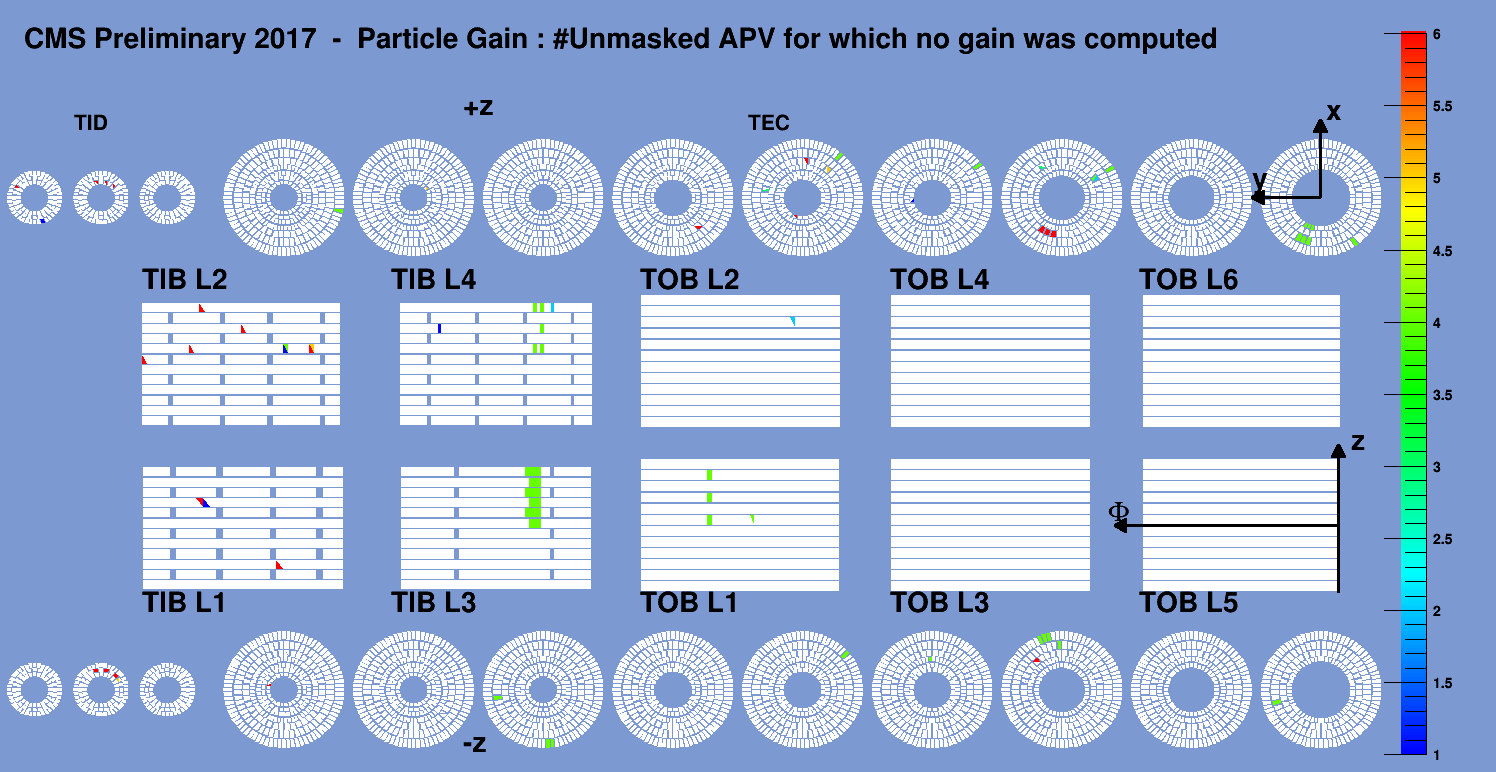 CMS Preliminary 2017 - Particle Gain : #Unmasked APV for which no gain was computed
6
+z
x
TID
TEC
5.5
5
y
TIB L2
TIB L4
TOB L2
TOB L4
TOB L6
4.5
4
3.5
z
3
Φ
2.5
TIB L1
TIB L3
TOB L1
TOB L3
TOB L5
2
1.5
-z
1